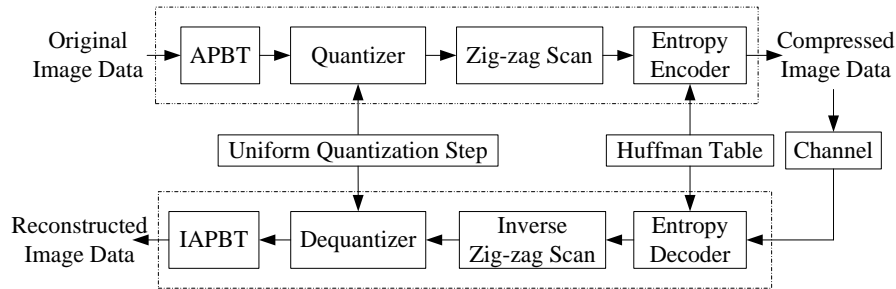 Original
Image Data
APBT
Quantizer
Zig-zag Scan
Entropy
Encoder
Compressed
Image Data
Uniform Quantization Step
Huffman Table
Channel
Reconstructed
Image Data
IAPBT
Dequantizer
Inverse
Zig-zag Scan
Entropy
Decoder